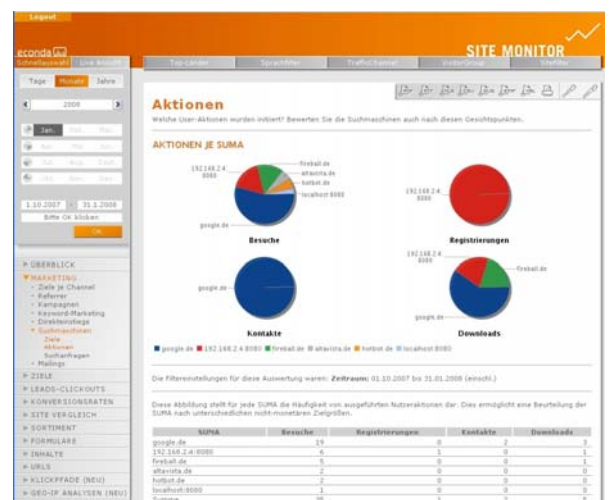 Logout
econda
SITE MONITOR
Schnellauswahl Live Ansicht
Top-Länder
Sprachfilter
TrafficChannel
VisitorGroup
Sitefilter
Tage Monate Jahre
2008
Jan.
1.10.2007 - 31.1.2008
Bitte OK klicken
OK
ÜBERBLICK
MARKETING
- Ziele je Channel
- Referrer
- Kampagnen
- Keyword-Marketing
- Direkteinstiege
Suchmaschinen
Ziele
Aktionen
Suchanfragen
- Mailings
ZIELE
LEADS-CLICKOUTS
KONVERSIONSRATEN
SITE VERGLEICH
SORTIMENT
FORMULARE
INHALTE
URLS
KLICKPFADE (NEU)
GEO-IP ANALYSEN (NEU)
Aktionen
Welche User-Aktionen wurden initiiert? Bewerten Sie die Suchmaschinen auch nach diesen Gesichtspunkten.
AKTIONEN JE SUMA
192.168.2.4:8080
fireball.de
altavista.de
hotbot.de
localhost:8080
google.de
Besuche
192.168.2.4:8080
Registrierungen
google.de
Kontakte
192.168.2.4:8080
fireball.de
google.de
Downloads
google.de 192.168.2.4:8080 fireball.de altavista.de hotbot.de localhost:8080
Die Filtereinstellungen für diese Auswertung waren: Zeitraum: 01.10.2007 bis 31.01.2008 (einschl.)
Diese Abbildung stellt für jede SUMA die Häufigkeit von ausgeführten Nutzeraktionen dar. Dies ermöglicht eine Beurteilung der
SUMA nach unterschiedlichen nicht-monetären Zielgrößen.
SUMA Besuche Registrierungen Kontakte Downloads
google.de 19 0 2 3
192.168.2.4:8080 6 1 0 1
fireball.de 5 0 0 1
altavista.de 2 0 0 0
hotbot.de 2 0 0 0
localhost:8080 1 0 0 0